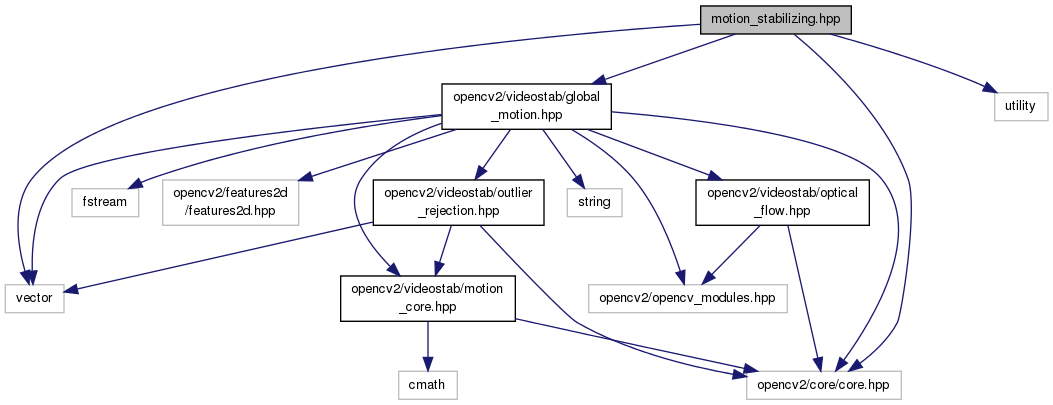 motion_stabilizing.hpp
opencv2/videostab/global
_motion.hpp
utility
fstream
opencv2/features2d
/features2d.hpp
opencv2/videostab/outlier
_rejection.hpp
string
opencv2/videostab/optical
_flow.hpp
vector
opencv2/videostab/motion
_core.hpp
opencv2/opencv_modules.hpp
cmath
opencv2/core/core.hpp